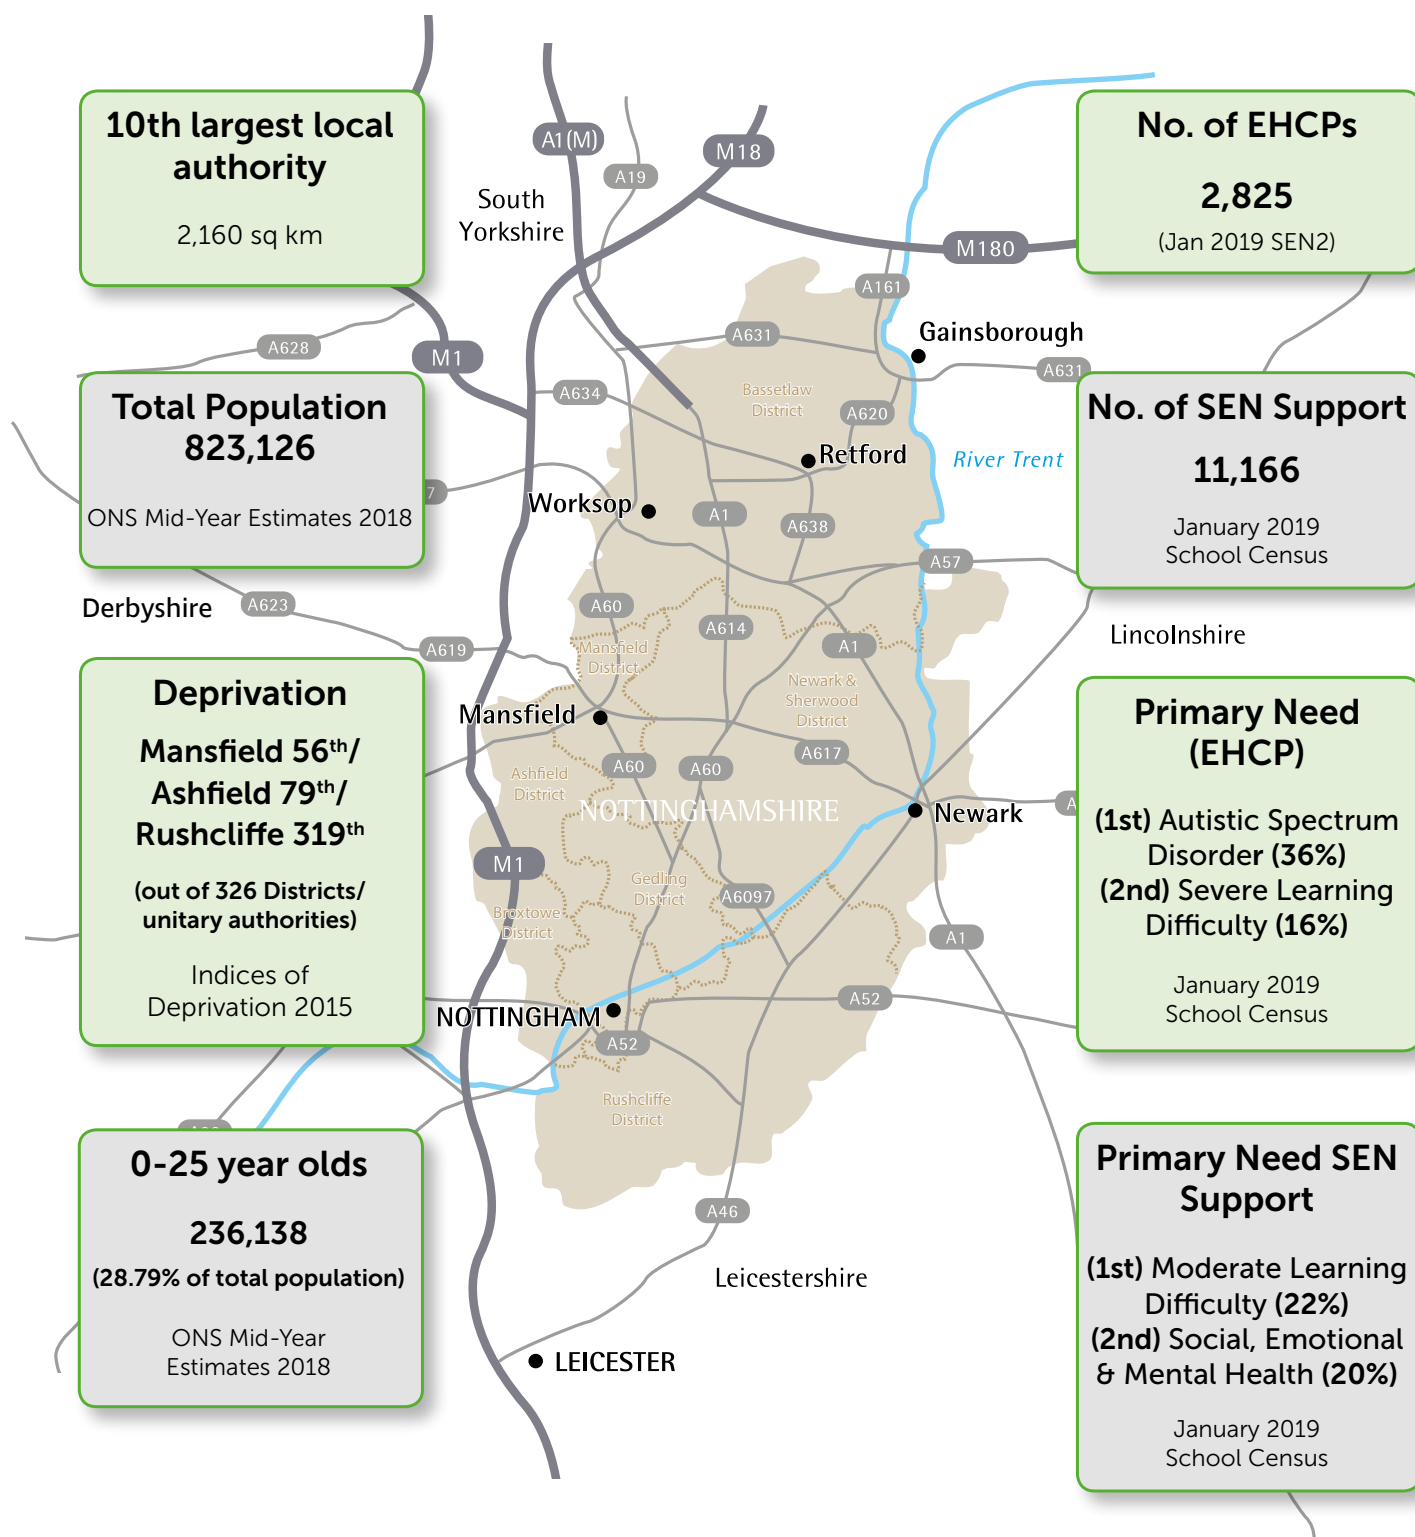 10th largest local
authority
2,160 sq km
Total Population
823,126
ONS Mid-Year Estimates 2018
Deprivation
Mansfield 56th/
Ashfield 79th/
Rushcliffe 319th
(out of 326 Districts/
unitary authorities)
Indices of
Deprivation 2015
0-25 year olds
236,138
(28.79% of total population)
ONS Mid-Year
Estimates 2018
No. of EHCPs
2,825
(Jan 2019 SEN2)
No. of SEN Support
11,166
January 2019
School Census
Primary Need
(EHCP)
(1st) Autistic Spectrum
Disorder (36%)
(2nd) Severe Learning
Difficulty (16%)
January 2019
School Census
Primary Need SEN
Support
(1st) Moderate Learning
Difficulty (22%)
(2nd) Social, Emotional
& Mental Health (20%)
January 2019
School Census
A1(M)
M18
A19
South
Yorkshire
M180
A161
Gainsborough
A631
A628
M1
A631
Bassetlaw
District
A634
A620
Retford
River Trent
7
Worksop
A1
A638
A57
Derbyshire
A623
A60
A614
A619
Mansfield
District
A1
Lincolnshire
Newark &
Sherwood
District
Mansfield
A617
A60
A60
Ashfield
District
NOTTINGHAMSHIRE
Newark
A
M1
Gedling
District
A6097
Broxtowe
District
A1
A52
NOTTINGHAM
A52
Rushcliffe
District
A46
Leicestershire
LEICESTER